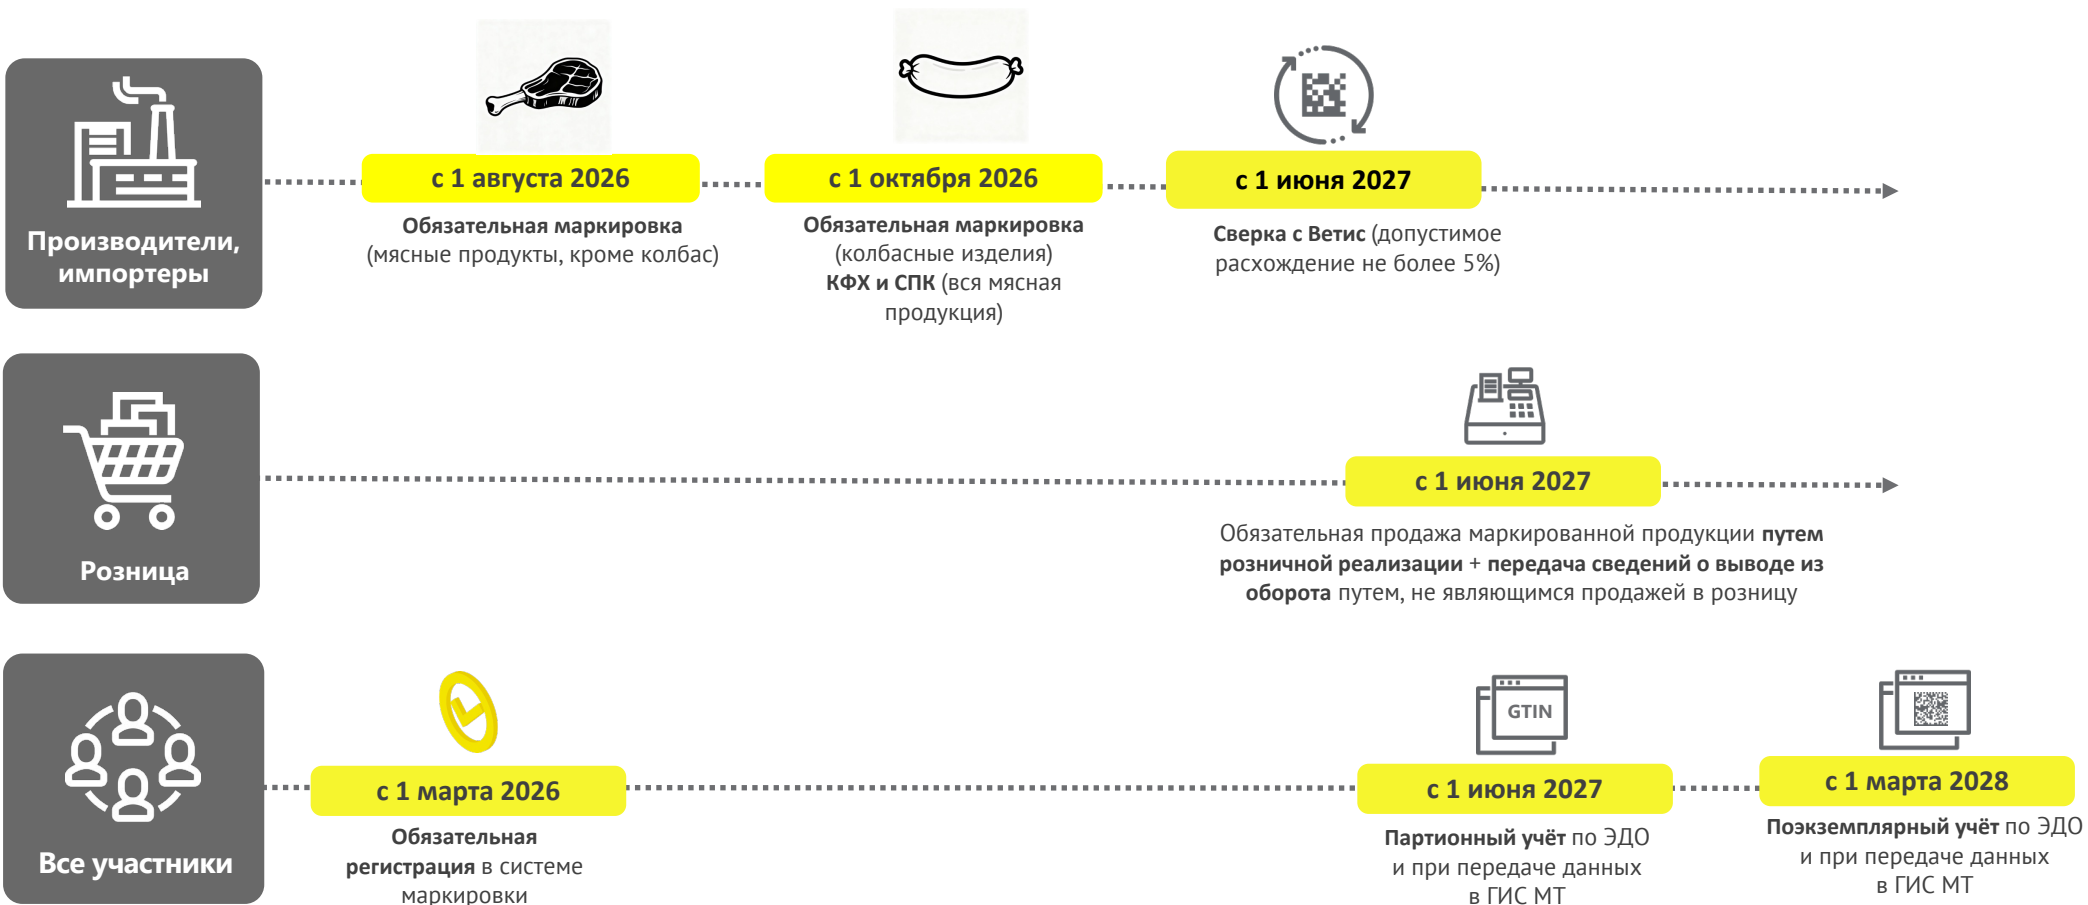 Производители,
импортеры
с 1 августа 2026
Обязательная маркировка
(мясные продукты, кроме колбас)
с 1 октября 2026
Обязательная маркировка
(колбасные изделия)
КФХ и СПК (вся мясная
продукция)
с 1 июня 2027
Сверка с Ветис (допустимое
расхождение не более 5%)
Розница
с 1 июня 2027
Обязательная продажа маркированной продукции путем
розничной реализации + передача сведений о выводе из
оборота путем, не являющимся продажей в розницу
Все участники
с 1 марта 2026
Обязательная
регистрация в системе
маркировки
GTIN
с 1 июня 2027
Партионный учёт по ЭДО
и при передаче данных
в ГИС МТ
с 1 марта 2028
Поэкземплярный учёт по ЭДО
и при передаче данных
в ГИС МТ